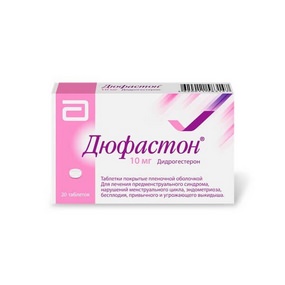 Дюфастон®
10 мг
Дидрогестерон
Таблетки покрытые пленочной оболочкой
Для лечения предменструального синдрома,
нарушений менструального цикла, эндометриоза,
бесплодия, привычного и угрожающего выкидыша.
20 таблеток